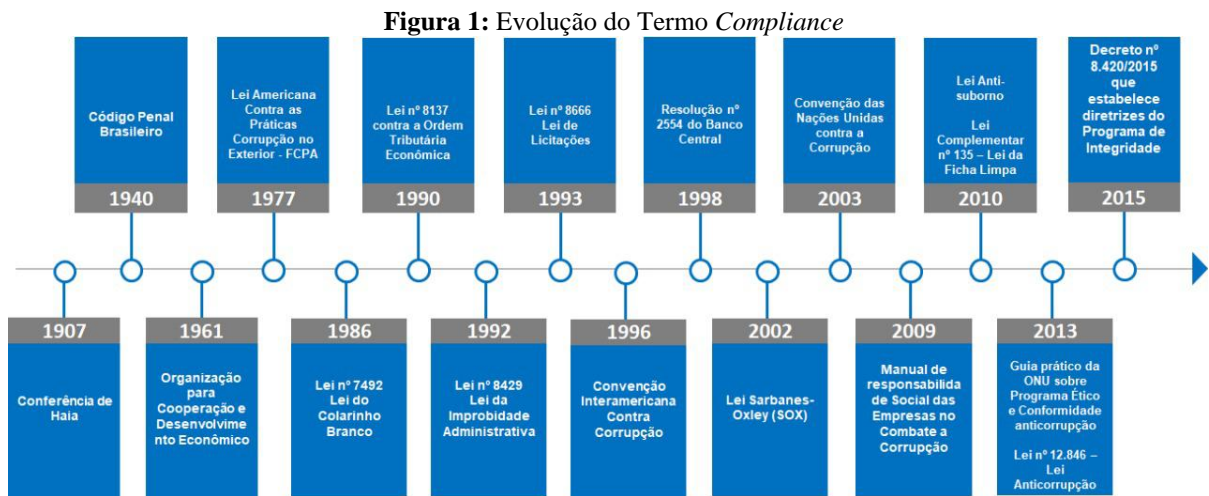 Figura 1: Evolução do Termo Compliance
Código Penal
Brasileiro
1940
Lei Americana
Contra as
Práticas
Corrupção no
Exterior - FCPA
1977
Lei nº 8137
contra a Ordem
Tributária
Econômica
1990
Lei nº 8666
Lei de
Licitações
1993
Resolução nº
2554 do Banco
Central
1998
Convenção das
Nações Unidas
contra a
Corrupção
2003
Lei Anti-
suborno
Lei
Complementar
nº 135 – Lei da
Ficha Limpa
2010
Decreto nº
8.420/2015
que
estabelece
diretrizes do
Programa de
Integridade
2015
1907
Conferência de
Haia
1961
Organização
para
Cooperação e
Desenvolvime
nto Econômico
1986
Lei nº 7492
Lei do
Colarinho
Branco
1992
Lei nº 8429
Lei da
Improbidade
Administrativa
1996
Convenção
Interamericana
Contra
Corrupção
2002
Lei Sarbanes-
Oxley (SOX)
2009
Manual de
responsabilida
de Social das
Empresas no
Combate a
Corrupção
2013
Guia prático da
ONU sobre
Programa Ético
e Conformidade
anticorrupção
Lei nº 12.846 –
Lei
Anticorrupção